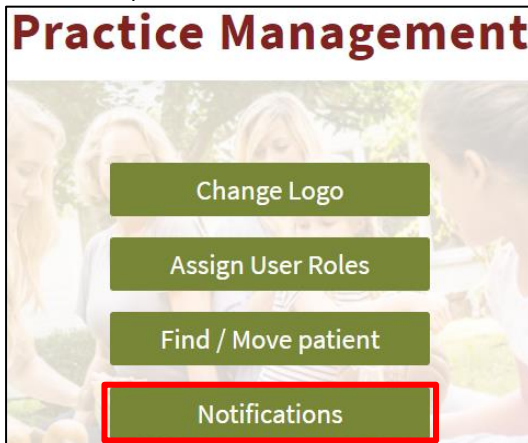 Practice Management
Change Logo
Assign User Roles
Find / Move patient
Notifications